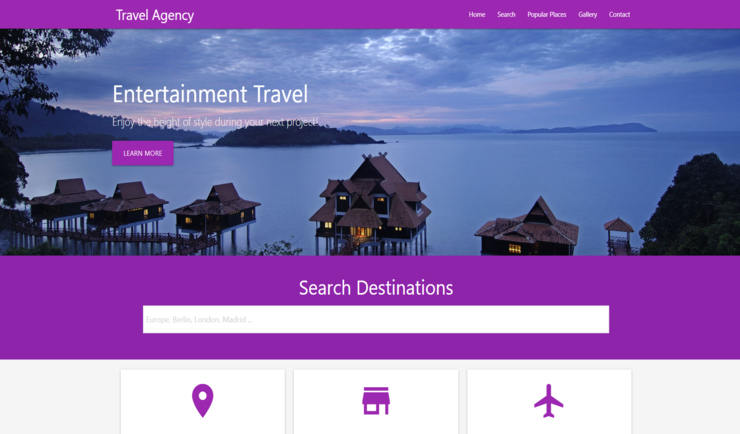 Travel Agency
Home Search Popular Places Gallery Contact
Entertainment Travel
Enjoy the height of style during your next project!
LEARN MORE
Search Destinations
Europe, Berlin, London, Madrid...